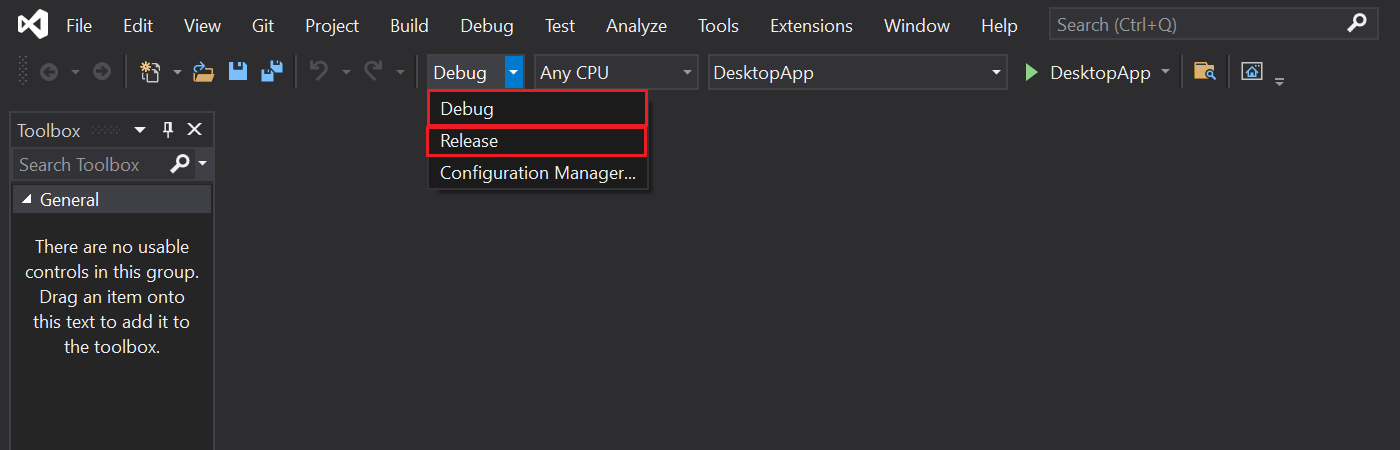 File Edit View Git Project Build Debug Test Analyze Tools Extensions Window Help Search (Ctrl+Q)
Debug Any CPU DesktopApp DesktopApp
Debug
Release
Configuration Manager...
Toolbox
Search Toolbox
General
There are no usable
controls in this group.
Drag an item onto
this text to add it to
the toolbox.